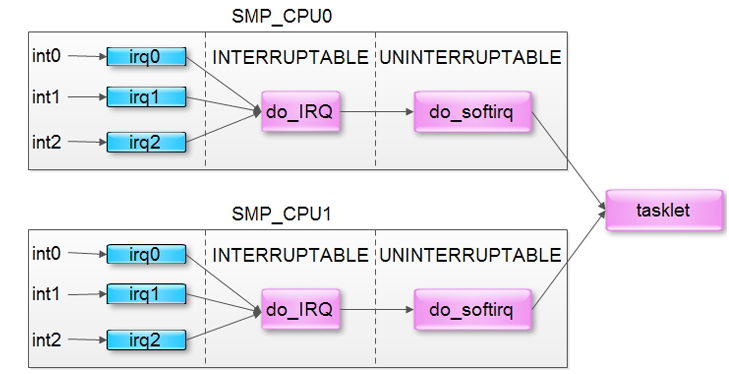 SMP_CPU0
int0 irq0 INTERRUPTABLE UNINTERRUPTABLE
int1 irq1 do_IRQ do_softirq
int2 irq2
tasklet
SMP_CPU1
int0 irq0 INTERRUPTABLE UNINTERRUPTABLE
int1 irq1 do_IRQ do_softirq
int2 irq2